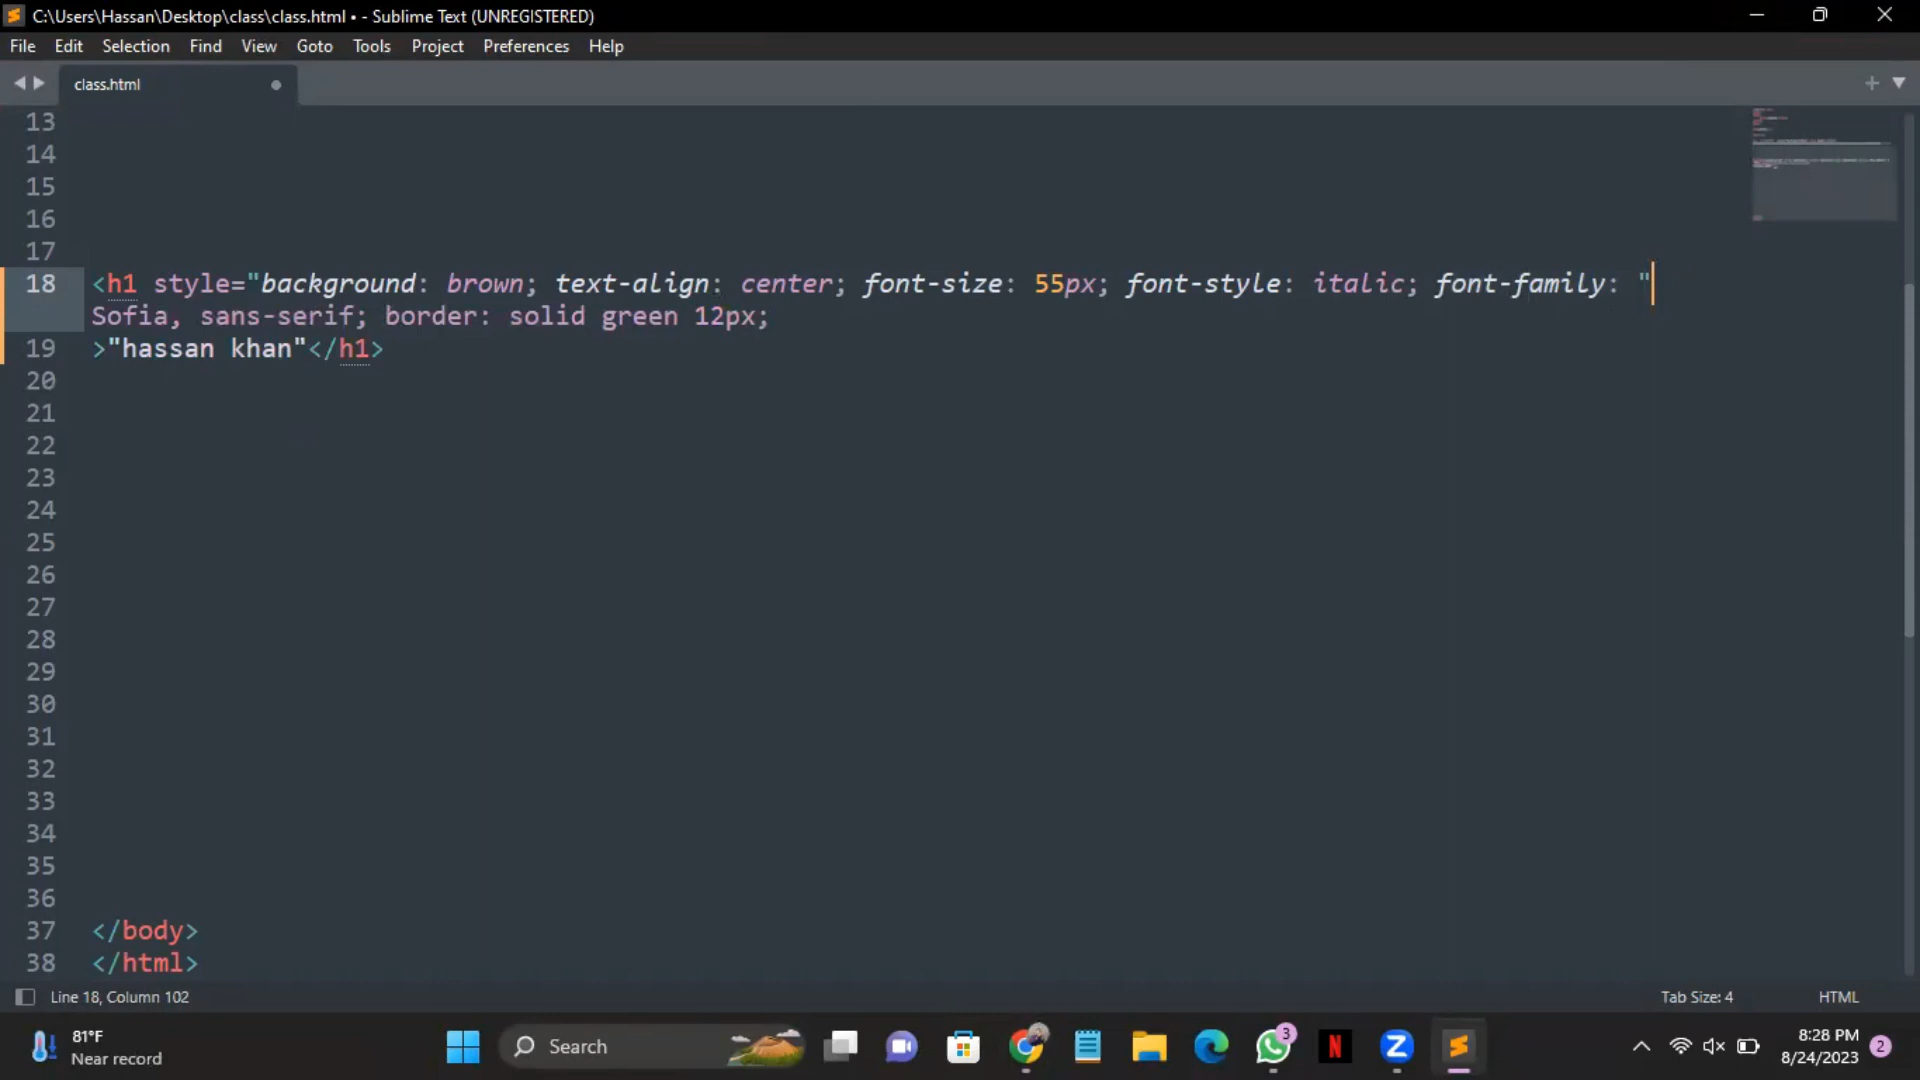 C:\Users\Hassan\Desktop\class\class.html • - Sublime Text (UNREGISTERED)
File Edit Selection Find View Goto Tools Project Preferences Help
class.html
13
14
15
16
17
18 <h1 style="background: brown; text-align: center; font-size: 55px; font-style: italic; font-family: "
Sofia, sans-serif; border: solid green 12px;
19 >"hassan khan"</h1>
20
21
22
23
24
25
26
27
28
29
30
31
32
33
34
35
36
37 </body>
38 </html>
Line 18, Column 102 Tab Size: 4 HTML
81°F
Near record
Search
3
N
Z
8:28 PM
8/24/2023
2